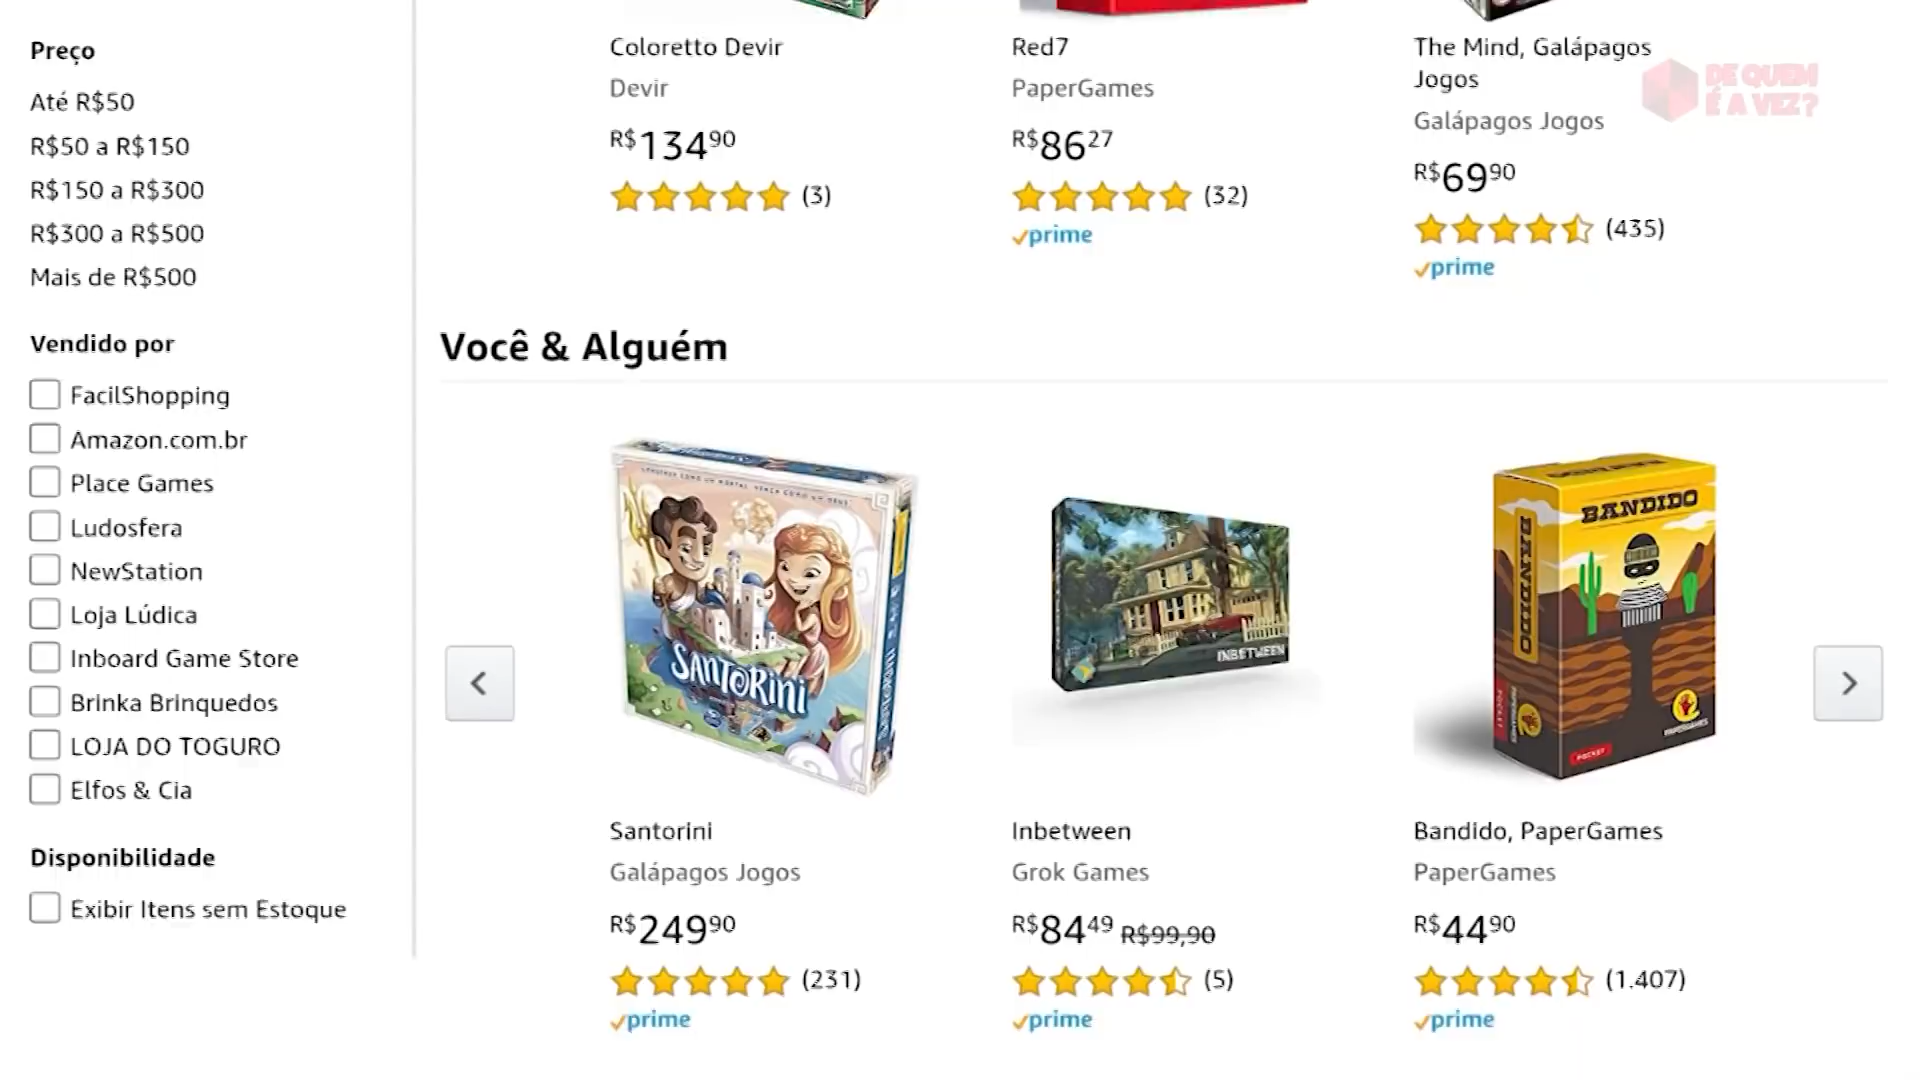 Preço
Até R$50
R$50 a R$150
R$150 a R$300
R$300 a R$500
Mais de R$500
Vendido por
FacilShopping
Amazon.com.br
Place Games
Ludosfera
NewStation
Loja Lúdica
Inboard Game Store
Brinka Brinquedos
LOJA DO TOGURO
Elfos & Cia
Disponibilidade
Exibir Itens sem Estoque
Coloretto Devir
Devir
R$134 90
(3)
Red7
PaperGames
R$86 27
(32)
prime
The Mind, Galápagos
Jogos
Galápagos Jogos
R$69 90
(435)
prime
DE QUEM
É A VEZ?
Você & Alguém
SANTORINI
Santorini
Galápagos Jogos
R$249 90
(231)
prime
INBETWEEN
Inbetween
Grok Games
R$84 49 R$99,90
(5)
prime
BANDIDO
BANDIDO
PAPERGAMES
POCKET
Bandido, PaperGames
PaperGames
R$44 90
(1.407)
prime